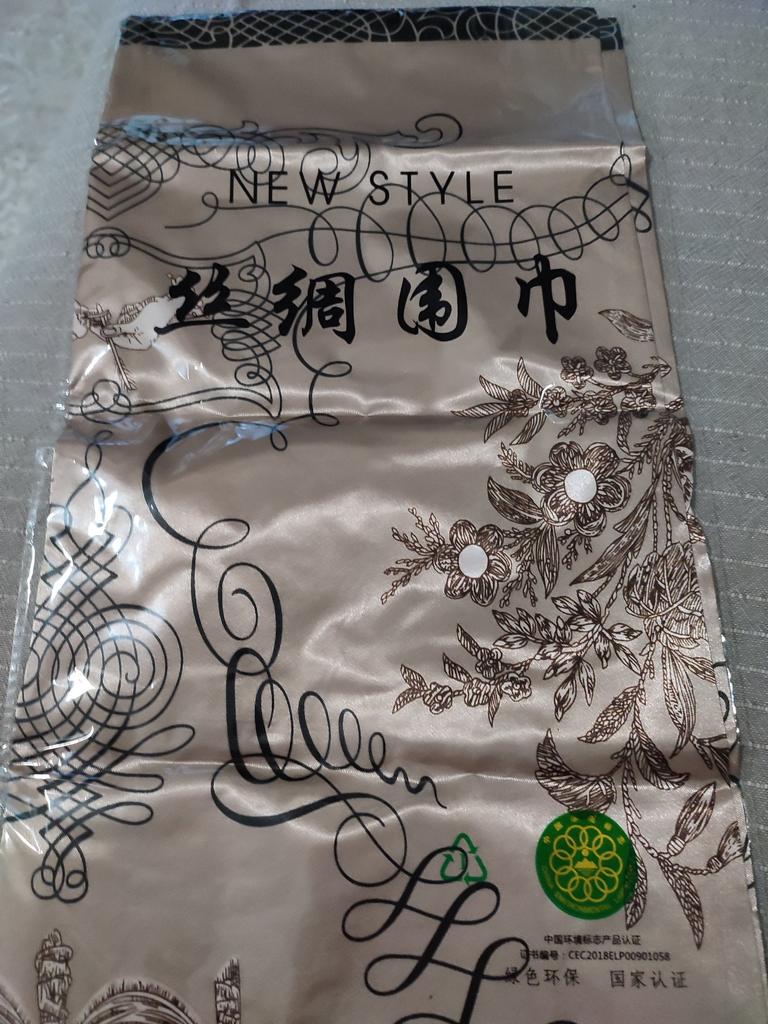 NEW STYLE
丝绸围巾
中国环境标志产品认证
证书编号：CEC2018ELP00901058
绿色环保 国家认证